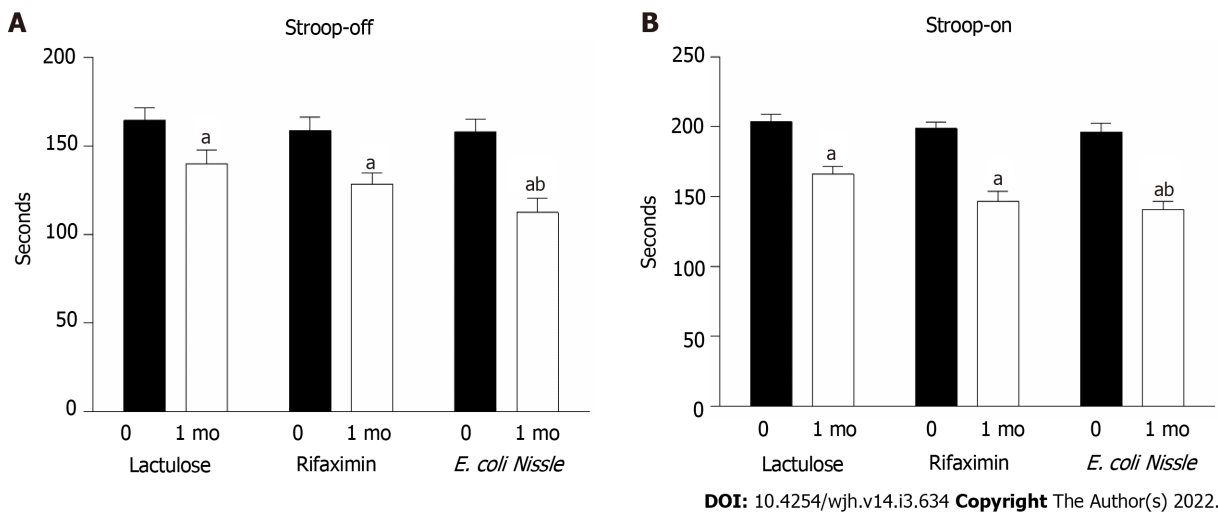 A
Stroop-off
200
150
100
50
0
Seconds
a
a
ab
0 1 mo 0 1 mo 0 1 mo
Lactulose Rifaximin E. coli Nissle
B
Stroop-on
250
200
150
100
50
0
Seconds
a
a
ab
0 1 mo 0 1 mo 0 1 mo
Lactulose Rifaximin E. coli Nissle
DOI: 10.4254/wjh.v14.i3.634 Copyright The Author(s) 2022.